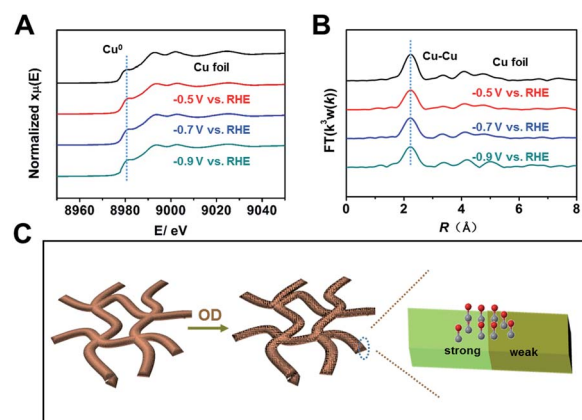 A
Cu⁰
Cu foil
-0.5 V vs. RHE
-0.7 V vs. RHE
-0.9 V vs. RHE
Normalized xμ(E)
8960 8980 9000 9020 9040
E/ eV
B
Cu-Cu
Cu foil
-0.5 V vs. RHE
-0.7 V vs. RHE
-0.9 V vs. RHE
FT(k³w(k))
0 2 4 6 8
R (Å)
C
OD
strong weak